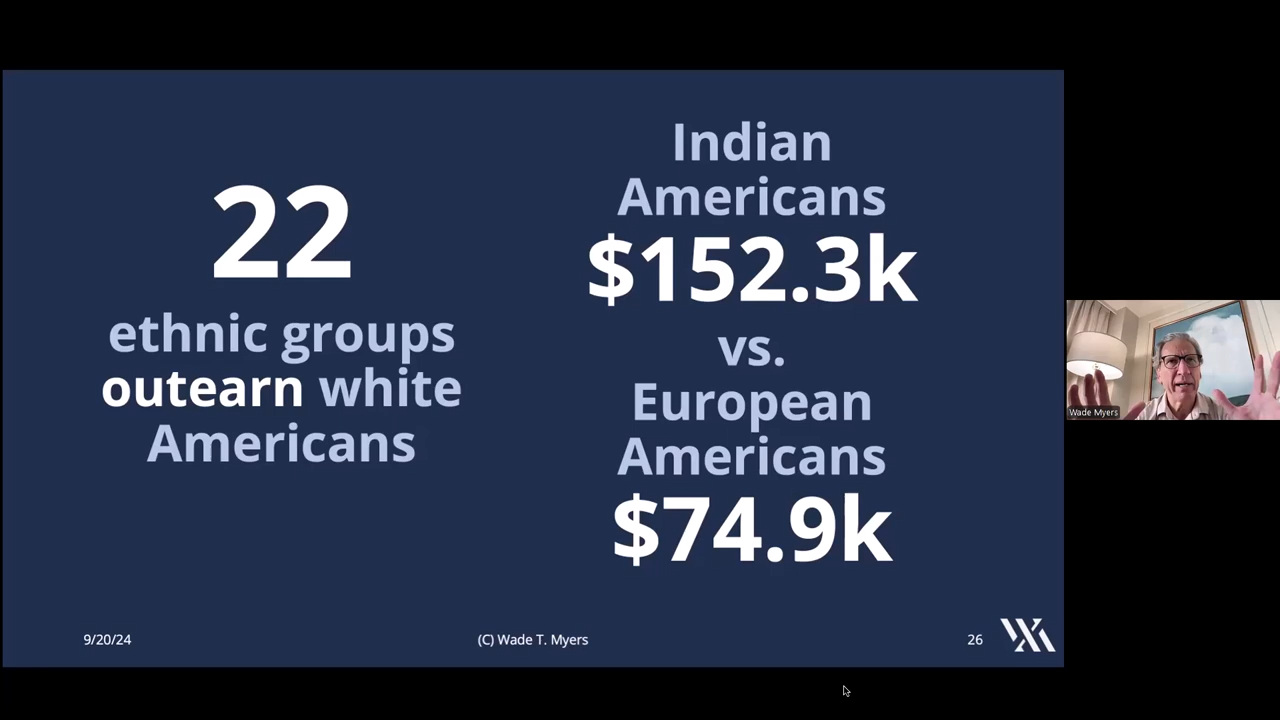 22
ethnic groups
outearn white
Americans
Indian
Americans
$152.3k
vs.
European
Americans
$74.9k
Wade Myers
9/20/24
(C) Wade T. Myers
26